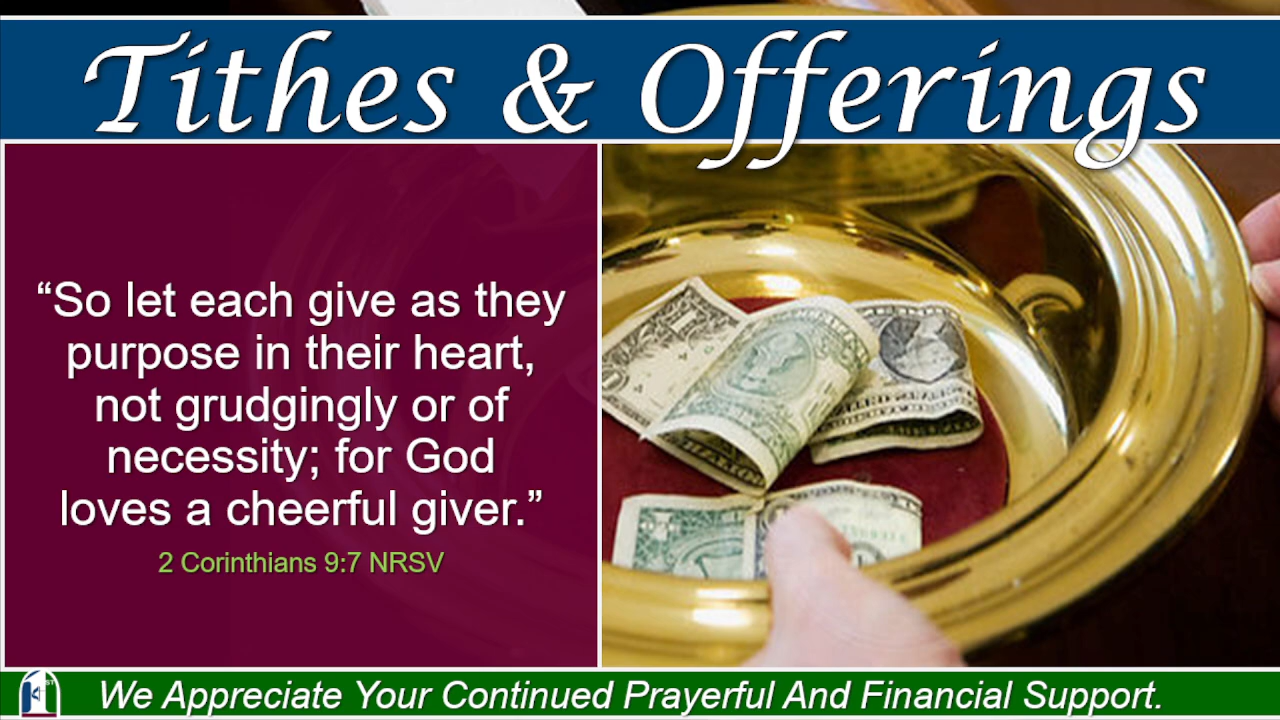 Tithes & Offerings
“So let each give as they
purpose in their heart,
not grudgingly or of
necessity; for God
loves a cheerful giver.”
2 Corinthians 9:7 NRSV
We Appreciate Your Continued Prayerful And Financial Support.